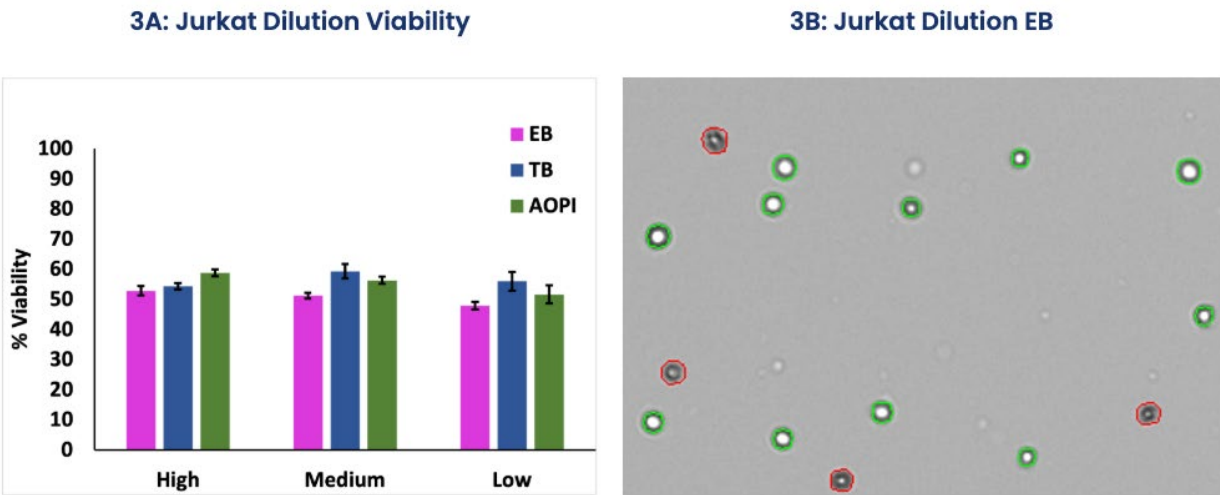 3A: Jurkat Dilution Viability
3B: Jurkat Dilution EB
EB
TB
AOPI
100
90
80
70
60
50
40
30
20
10
0
% Viability
High Medium Low